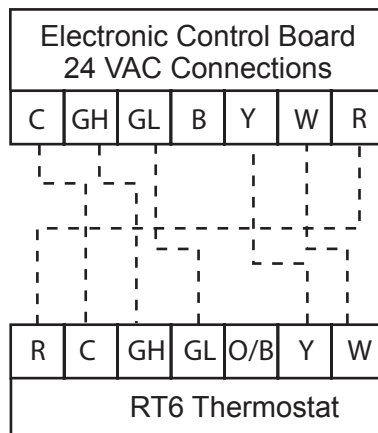 Electronic Control Board
24 VAC Connections
C GH GL B Y W R
R C GH GL O/B Y W
RT6 Thermostat